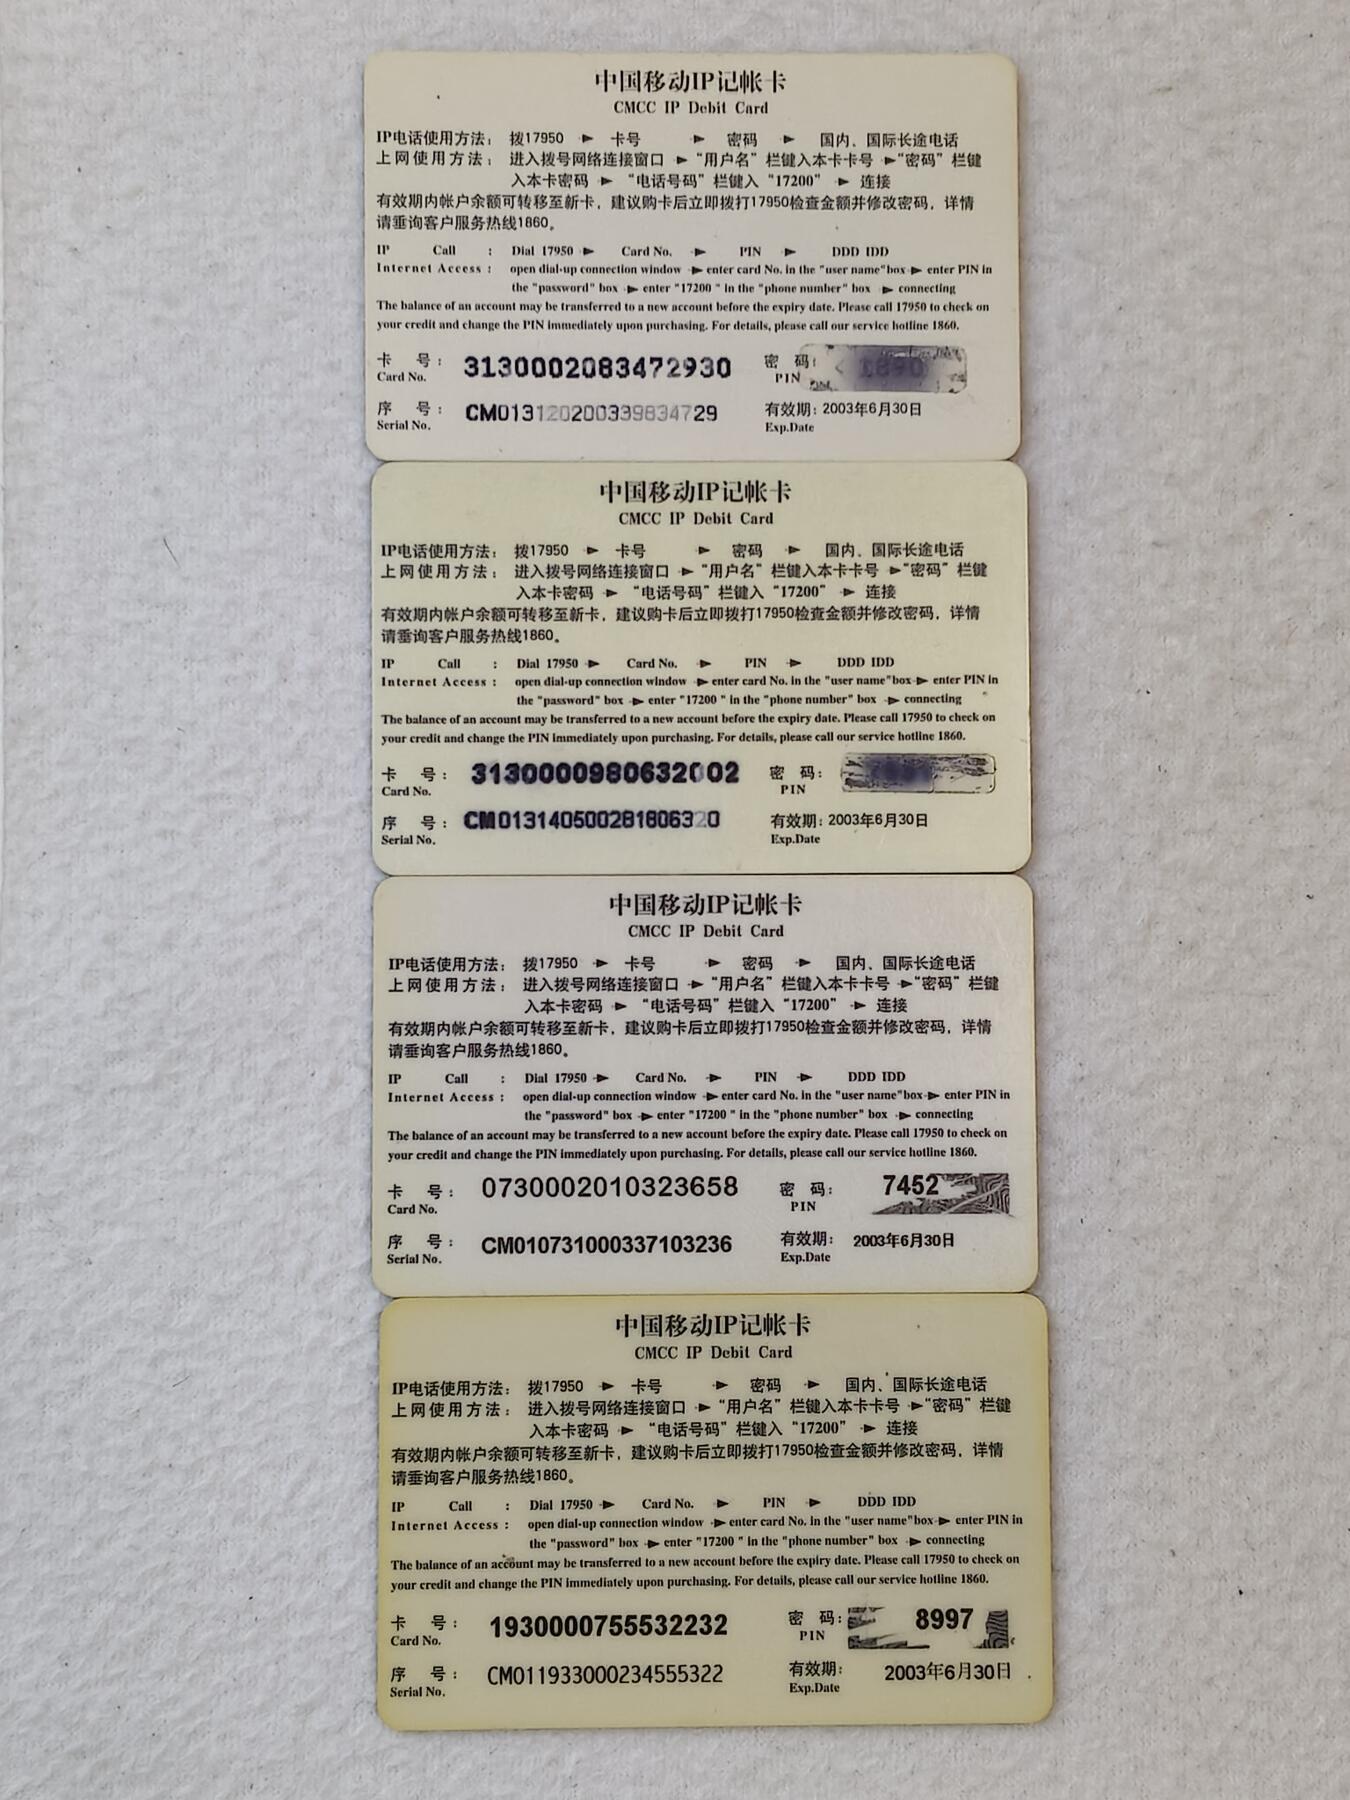 中国移动IP记帐卡
CMCC IP Debit Card
IP电话使用方法： 拨17950 ► 卡号 ► 密码 ► 国内、国际长途电话
上网使用方法： 进入拨号网络连接窗口 ► “用户名” 栏键入本卡卡号 ► “密码” 栏键
入本卡密码 ► “电话号码” 栏键入 “17200” ► 连接
有效期内帐户余额可转移至新卡，建议购卡后立即拨打17950检查金额并修改密码，详情
请垂询客户服务热线1860。
IP Call : Dial 17950 ► Card No. ► PIN ► DDD IDD
Internet Access : open dial-up connection window ► enter card No. in the "user name"box ► enter PIN in
the "password" box ► enter "17200 " in the "phone number" box ► connecting
The balance of an account may be transferred to a new account before the expiry date. Please call 17950 to check on
your credit and change the PIN immediately upon purchasing. For details, please call our service hotline 1860.
卡 号： 3130002083472930 密 码：
Card No. PIN
序 号： CM013120200339834729 有效期：2003年6月30日
Serial No. Exp.Date
中国移动IP记帐卡
CMCC IP Debit Card
IP电话使用方法： 拨17950 ► 卡号 ► 密码 ► 国内、国际长途电话
上网使用方法： 进入拨号网络连接窗口 ► “用户名” 栏键入本卡卡号 ► “密码” 栏键
入本卡密码 ► “电话号码” 栏键入 “17200” ► 连接
有效期内帐户余额可转移至新卡，建议购卡后立即拨打17950检查金额并修改密码，详情
请垂询客户服务热线1860。
IP Call : Dial 17950 ► Card No. ► PIN ► DDD IDD
Internet Access : open dial-up connection window ► enter card No. in the "user name"box ► enter PIN in
the "password" box ► enter "17200 " in the "phone number" box ► connecting
The balance of an account may be transferred to a new account before the expiry date. Please call 17950 to check on
your credit and change the PIN immediately upon purchasing. For details, please call our service hotline 1860.
卡 号： 3130000980632002 密 码：
Card No. PIN
序 号： CM013140500281806320 有效期：2003年6月30日
Serial No. Exp.Date
中国移动IP记帐卡
CMCC IP Debit Card
IP电话使用方法： 拨17950 ► 卡号 ► 密码 ► 国内、国际长途电话
上网使用方法： 进入拨号网络连接窗口 ► “用户名” 栏键入本卡卡号 ► “密码” 栏键
入本卡密码 ► “电话号码” 栏键入 “17200” ► 连接
有效期内帐户余额可转移至新卡，建议购卡后立即拨打17950检查金额并修改密码，详情
请垂询客户服务热线1860。
IP Call : Dial 17950 ► Card No. ► PIN ► DDD IDD
Internet Access : open dial-up connection window ► enter card No. in the "user name"box ► enter PIN in
the "password" box ► enter "17200 " in the "phone number" box ► connecting
The balance of an account may be transferred to a new account before the expiry date. Please call 17950 to check on
your credit and change the PIN immediately upon purchasing. For details, please call our service hotline 1860.
卡 号： 0730002010323658 密 码： 7452
Card No. PIN
序 号： CM010731000337103236 有效期： 2003年6月30日
Serial No. Exp.Date
中国移动IP记帐卡
CMCC IP Debit Card
IP电话使用方法： 拨17950 ► 卡号 ► 密码 ► 国内、国际长途电话
上网使用方法： 进入拨号网络连接窗口 ► “用户名” 栏键入本卡卡号 ► “密码” 栏键
入本卡密码 ► “电话号码” 栏键入 “17200” ► 连接
有效期内帐户余额可转移至新卡，建议购卡后立即拨打17950检查金额并修改密码，详情
请垂询客户服务热线1860。
IP Call : Dial 17950 ► Card No. ► PIN ► DDD IDD
Internet Access : open dial-up connection window ► enter card No. in the "user name"box ► enter PIN in
the "password" box ► enter "17200 " in the "phone number" box ► connecting
The balance of an account may be transferred to a new account before the expiry date. Please call 17950 to check on
your credit and change the PIN immediately upon purchasing. For details, please call our service hotline 1860.
卡 号： 1930000755532232 密 码： 8997
Card No. PIN
序 号： CM011933000234555322 有效期： 2003年6月30日
Serial No. Exp.Date